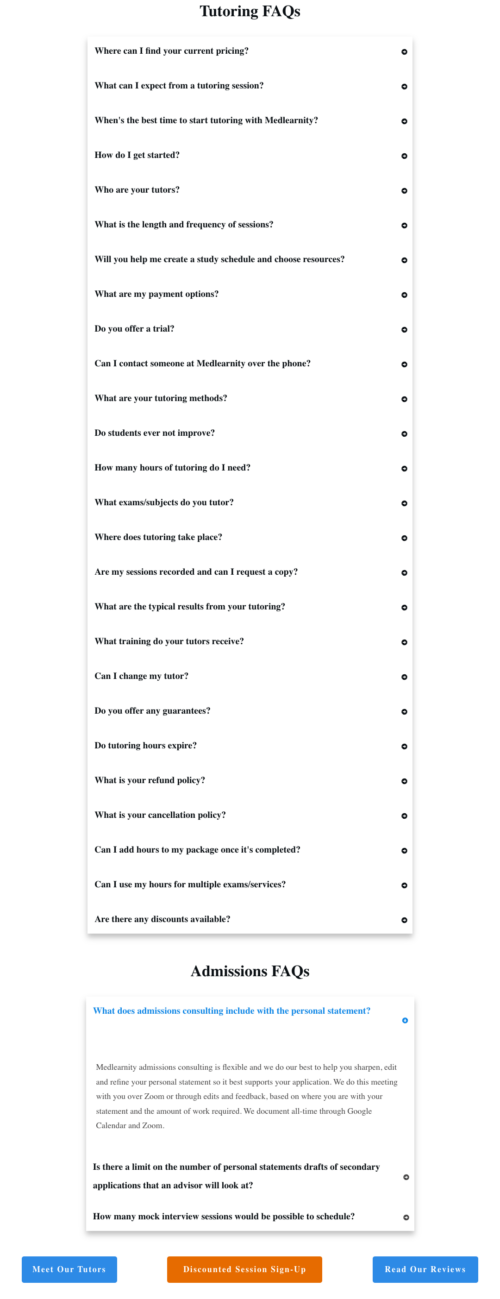 Tutoring FAQs
Where can I find your current pricing?
What can I expect from a tutoring session?
When's the best time to start tutoring with Medlearnity?
How do I get started?
Who are your tutors?
What is the length and frequency of sessions?
Will you help me create a study schedule and choose resources?
What are my payment options?
Do you offer a trial?
Can I contact someone at Medlearnity over the phone?
What are your tutoring methods?
Do students ever not improve?
How many hours of tutoring do I need?
What exams/subjects do you tutor?
Where does tutoring take place?
Are my sessions recorded and can I request a copy?
What are the typical results from your tutoring?
What training do your tutors receive?
Can I change my tutor?
Do you offer any guarantees?
Do tutoring hours expire?
What is your refund policy?
What is your cancellation policy?
Can I add hours to my package once it's completed?
Can I use my hours for multiple exams/services?
Are there any discounts available?
Admissions FAQs
What does admissions consulting include with the personal statement?
Medlearnity admissions consulting is flexible and we do our best to help you sharpen, edit
and refine your personal statement so it best supports your application. We do this meeting
with you over Zoom or through edits and feedback, based on where you are with your
statement and the amount of work required. We document all-time through Google
Calendar and Zoom.
Is there a limit on the number of personal statements drafts of secondary
applications that an advisor will look at?
How many mock interview sessions would be possible to schedule?
Meet Our Tutors
Discounted Session Sign-Up
Read Our Reviews